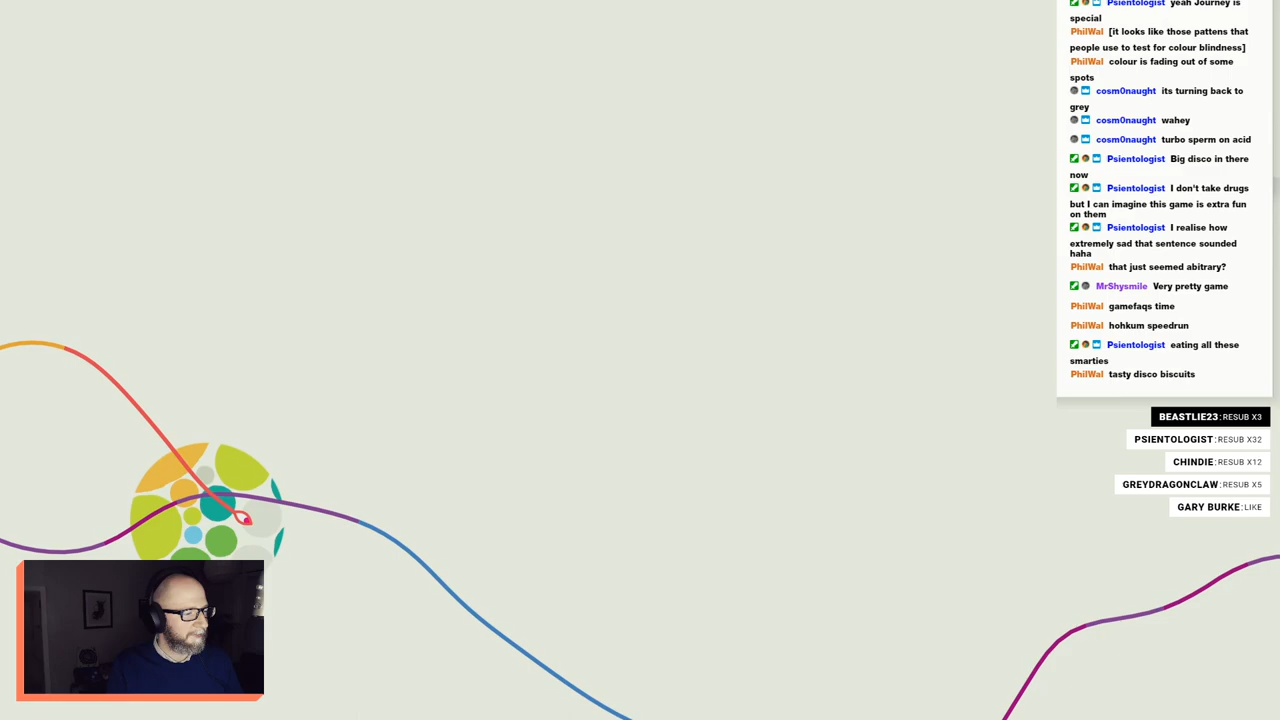 Psientologist yeah Journey is
special
PhilWal [it looks like those pattens that
people use to test for colour blindness]
PhilWal colour is fading out of some
spots
cosm0naught its turning back to
grey
cosm0naught wahey
cosm0naught turbo sperm on acid
Psientologist Big disco in there
now
Psientologist I don't take drugs
but I can imagine this game is extra fun
on them
Psientologist I realise how
extremely sad that sentence sounded
haha
PhilWal that just seemed abitrary?
MrShysmile Very pretty game
PhilWal gamefaqs time
PhilWal hohkum speedrun
Psientologist eating all these
smarties
PhilWal tasty disco biscuits
BEASTLIE23: RESUB X3
PSIENTOLOGIST: RESUB X32
CHINDIE: RESUB X12
GREYDRAGONCLAW: RESUB X5
GARY BURKE: LIKE